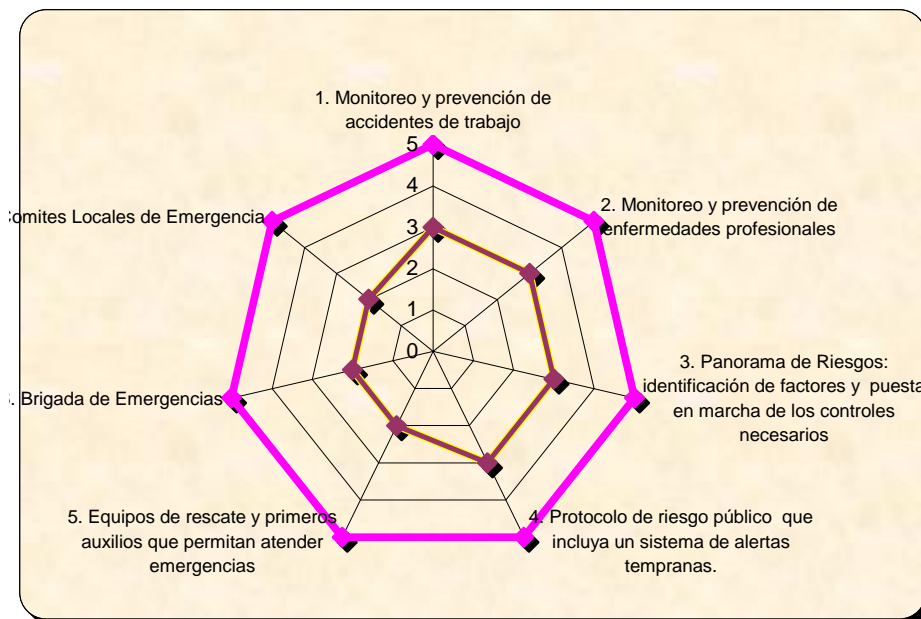 1. Monitoreo y prevención de
accidentes de trabajo
5
4
3
2
1
0
2. Monitoreo y prevención de
enfermedades profesionales
3. Panorama de Riesgos:
identificación de factores y puesta
en marcha de los controles
necesarios
4. Protocolo de riesgo público que
incluya un sistema de alertas
tempranas.
5. Equipos de rescate y primeros
auxilios que permitan atender
emergencias
. Brigada de Emergencias
Comites Locales de Emergencia